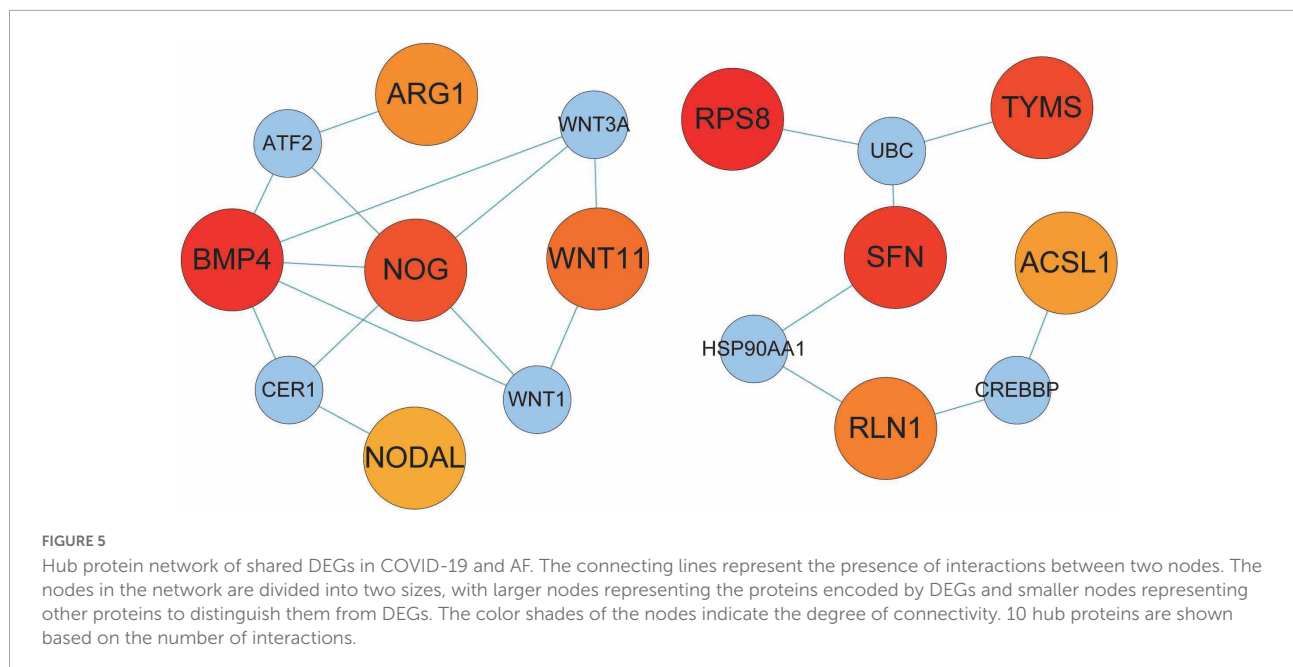 ARG1
ATF2
WNT3A
BMP4
NOG
WNT11
CER1
WNT1
NODAL
RPS8
TYMS
UBC
SFN
ACSL1
HSP90AA1
CREBBP
RLN1
FIGURE 5
Hub protein network of shared DEGs in COVID-19 and AF. The connecting lines represent the presence of interactions between two nodes. The
nodes in the network are divided into two sizes, with larger nodes representing the proteins encoded by DEGs and smaller nodes representing
other proteins to distinguish them from DEGs. The color shades of the nodes indicate the degree of connectivity. 10 hub proteins are shown
based on the number of interactions.